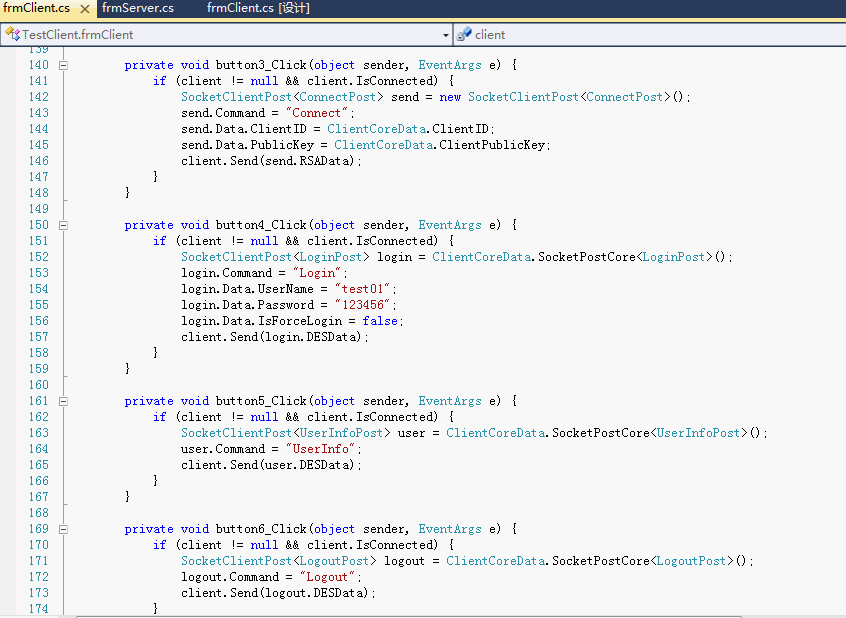 frmClient.cs frmServer.cs frmClient.cs [设计]
TestClient.frmClient client
139
140 private void button3_Click(object sender, EventArgs e) {
141 if (client != null && client.IsConnected) {
142 SocketClientPost<ConnectPost> send = new SocketClientPost<ConnectPost>();
143 send.Command = "Connect";
144 send.Data.ClientID = ClientCoreData.ClientID;
145 send.Data.PublicKey = ClientCoreData.ClientPublicKey;
146 client.Send(send.RSAData);
147 }
148 }
149
150 private void button4_Click(object sender, EventArgs e) {
151 if (client != null && client.IsConnected) {
152 SocketClientPost<LoginPost> login = ClientCoreData.SocketPostCore<LoginPost>();
153 login.Command = "Login";
154 login.Data.UserName = "test01";
155 login.Data.Password = "123456";
156 login.Data.IsForceLogin = false;
157 client.Send(login.DESData);
158 }
159 }
160
161 private void button5_Click(object sender, EventArgs e) {
162 if (client != null && client.IsConnected) {
163 SocketClientPost<UserInfoPost> user = ClientCoreData.SocketPostCore<UserInfoPost>();
164 user.Command = "UserInfo";
165 client.Send(user.DESData);
166 }
167 }
168
169 private void button6_Click(object sender, EventArgs e) {
170 if (client != null && client.IsConnected) {
171 SocketClientPost<LogoutPost> logout = ClientCoreData.SocketPostCore<LogoutPost>();
172 logout.Command = "Logout";
173 client.Send(logout.DESData);
174 }